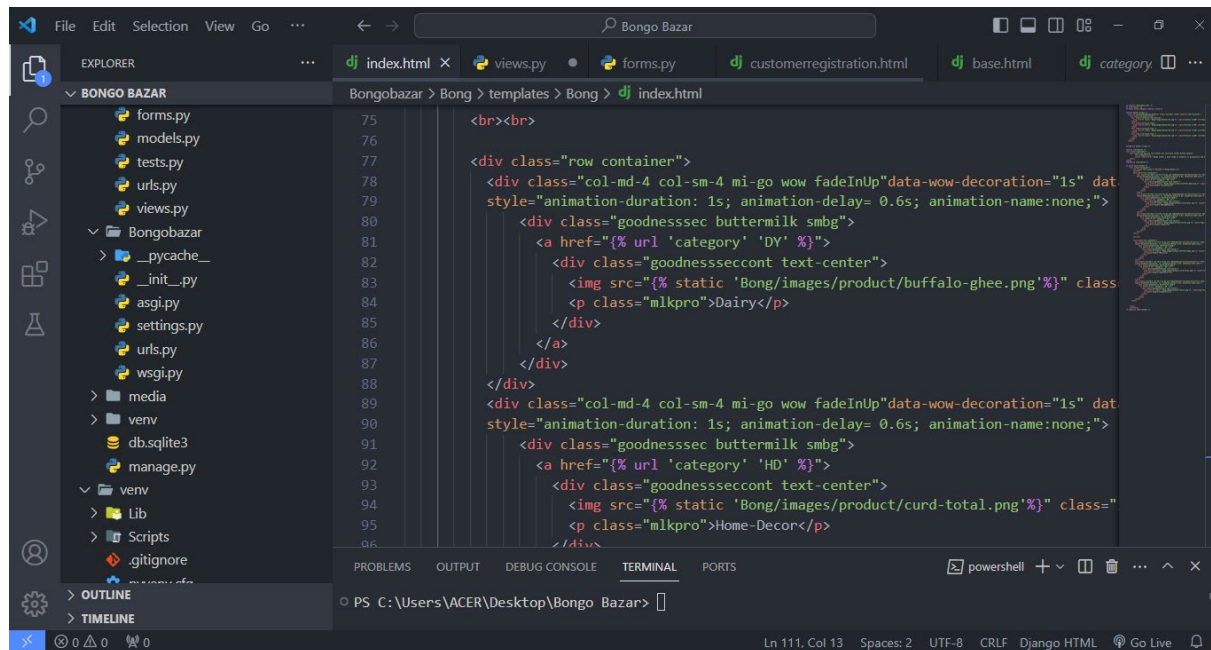 File Edit Selection View Go ··· Bongo Bazar
EXPLORER ···
BONGO BAZAR
forms.py
models.py
tests.py
urls.py
views.py
Bongobazar
__pycache__
__init__.py
asgi.py
settings.py
urls.py
wsgi.py
media
venv
db.sqlite3
manage.py
venv
Lib
Scripts
.gitignore
OUTLINE
TIMELINE
dj index.html × views.py ● forms.py dj customerregistration.html dj base.html dj category. ···
Bongobazar > Bong > templates > Bong > dj index.html
75 <br><br>
76
77 <div class="row container">
78 <div class="col-md-4 col-sm-4 mi-go wow fadeInUp"data-wow-decoration="1s" dat
79 style="animation-duration: 1s; animation-delay= 0.6s; animation-name:none;">
80 <div class="goodnesssec buttermilk smbg">
81 <a href="{% url 'category' 'DY' %}">
82 <div class="goodnessseccont text-center">
83 <img src="{% static 'Bong/images/product/buffalo-ghee.png'%}" class
84 <p class="mlkpro">Dairy</p>
85 </div>
86 </a>
87 </div>
88 </div>
89 <div class="col-md-4 col-sm-4 mi-go wow fadeInUp"data-wow-decoration="1s" dat
90 style="animation-duration: 1s; animation-delay= 0.6s; animation-name:none;">
91 <div class="goodnesssec buttermilk smbg">
92 <a href="{% url 'category' 'HD' %}">
93 <div class="goodnessseccont text-center">
94 <img src="{% static 'Bong/images/product/curd-total.png'%}" class="
95 <p class="mlkpro">Home-Decor</p>
96 </div>
PROBLEMS OUTPUT DEBUG CONSOLE TERMINAL PORTS powershell
PS C:\Users\ACER\Desktop\Bongo Bazar>
0 0 0 Ln 111, Col 13 Spaces: 2 UTF-8 CRLF Django HTML Go Live